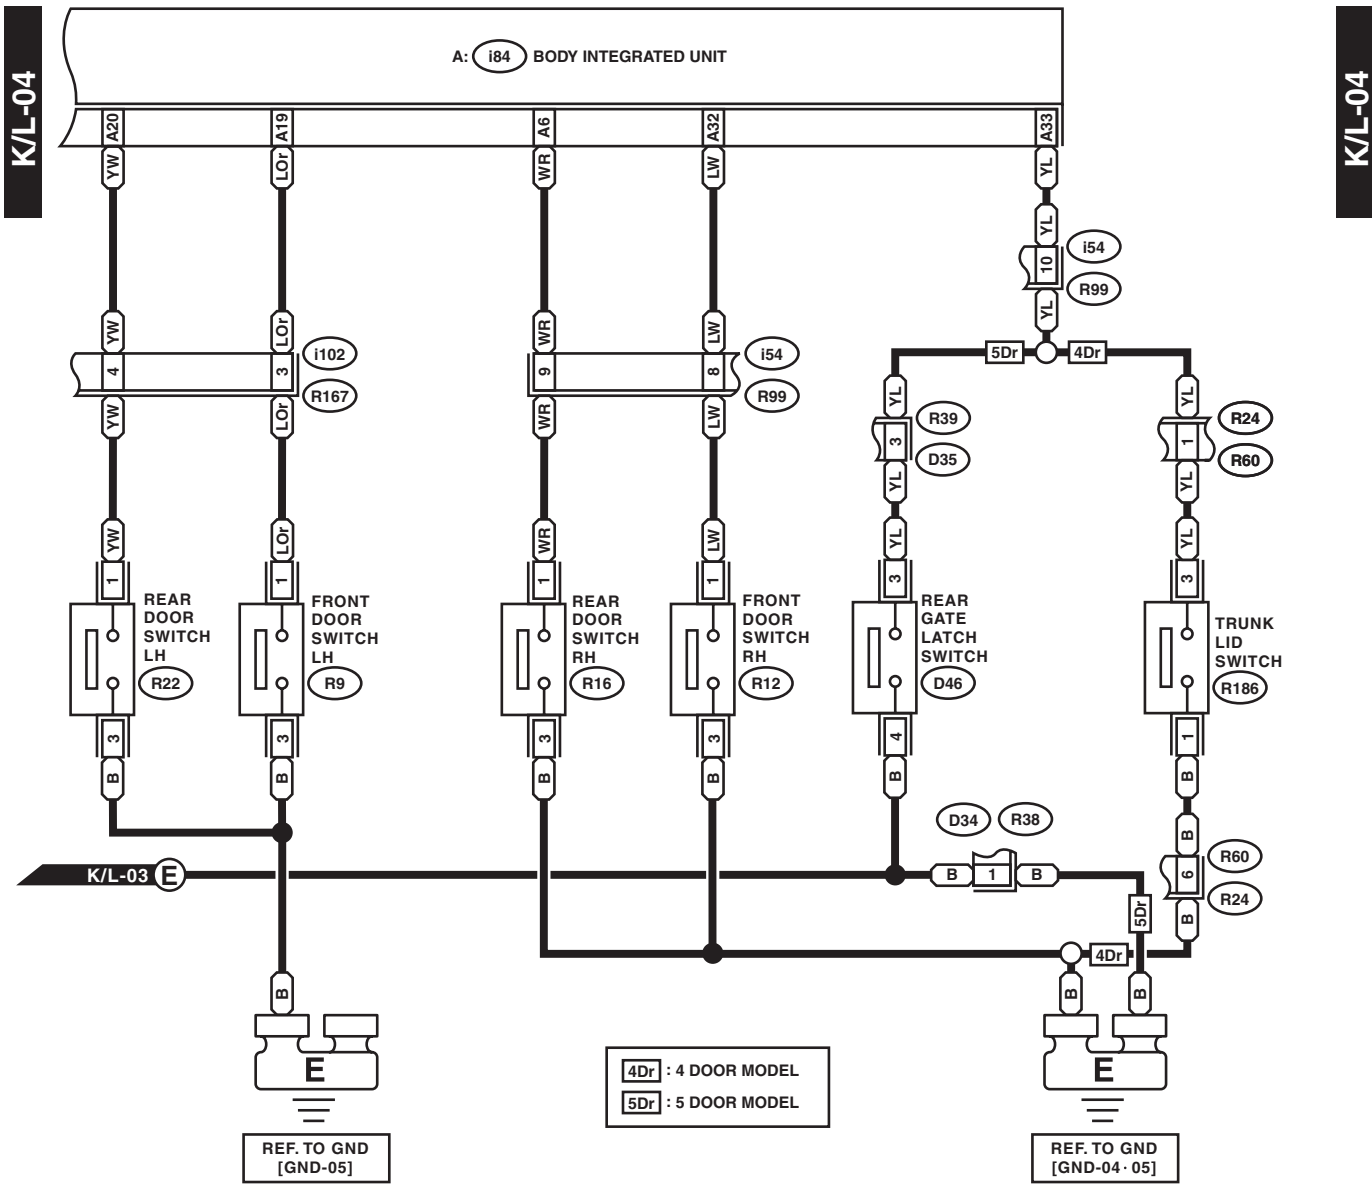 K/L-04
K/L-04
A: i84 BODY INTEGRATED UNIT
A20 A19 A6 A32 A33
YW LOr WR LW YL
YL
i54
10
R99
YL
YW LOr WR LW
i102
i54
5Dr 4Dr
4 3 9 8
R167
R99
YL YL
YW LOr WR LW
R39
R24
3 1
D35
R60
YL YL
YW LOr WR LW YL YL
1 1 1 1 3 3
REAR
DOOR
SWITCH
LH
R22
FRONT
DOOR
SWITCH
LH
R9
REAR
DOOR
SWITCH
RH
R16
FRONT
DOOR
SWITCH
RH
R12
REAR
GATE
LATCH
SWITCH
D46
TRUNK
LID
SWITCH
R186
3 3 3 3 4 1
B B B B B B
D34 R38
B
K/L-03 E
B 1 B
R60
6
R24
5Dr
B
4Dr
B B B
E E
4Dr : 4 DOOR MODEL
5Dr : 5 DOOR MODEL
REF. TO GND
[GND-05]
REF. TO GND
[GND-04·05]